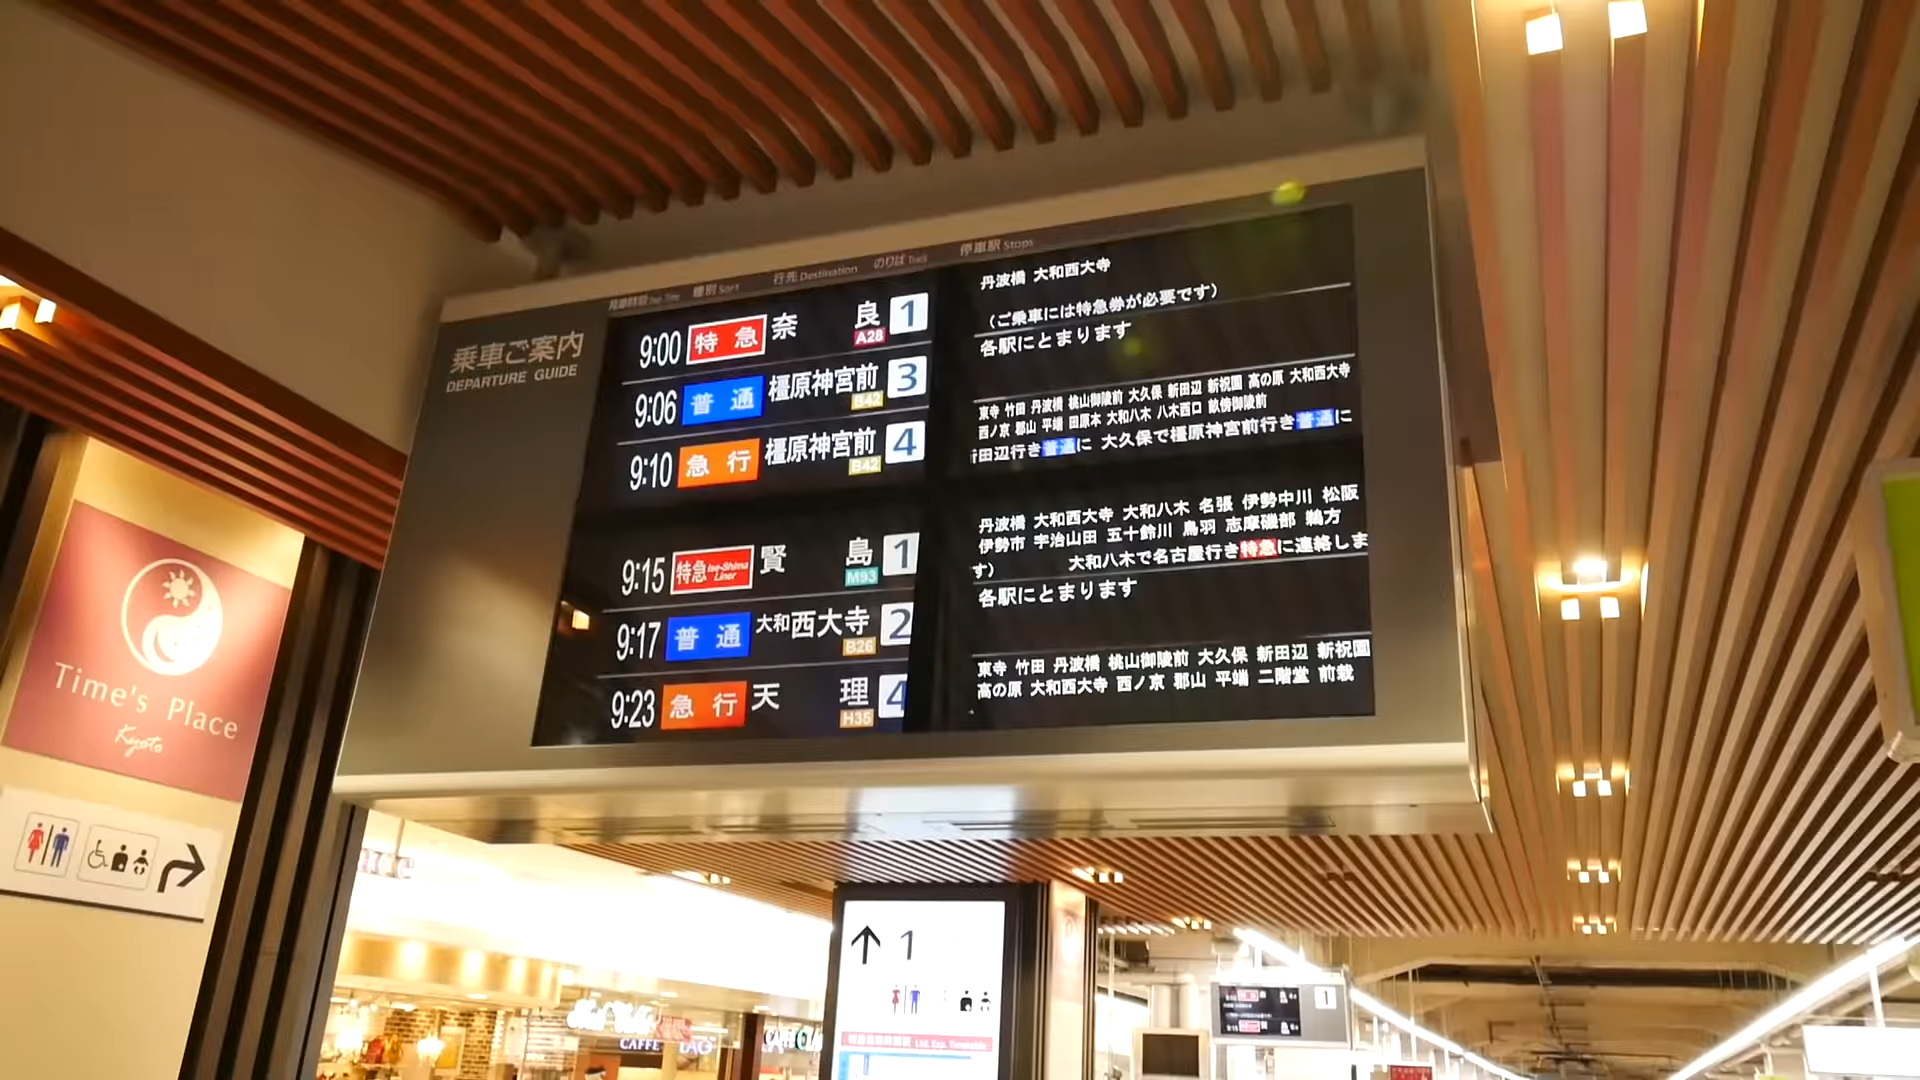 発車時刻 Dep. Time 種別 Sort 行先 Destination のりば Track 停車駅 Stops
乗車ご案内
DEPARTURE GUIDE
9:00 特急 奈良 A28 1
丹波橋 大和西大寺
(ご乗車には特急券が必要です)
9:06 普通 橿原神宮前 B42 3
各駅にとまります
9:10 急行 橿原神宮前 B42 4
東寺 竹田 丹波橋 桃山御陵前 大久保 新田辺 新祝園 高の原 大和西大寺
西ノ京 郡山 平端 田原本 大和八木 八木西口 畝傍御陵前
田辺行き普通に 大久保で橿原神宮前行き普通に
9:15 特急 Ise-Shima Liner 賢島 M93 1
丹波橋 大和西大寺 大和八木 名張 伊勢中川 松阪
伊勢市 宇治山田 五十鈴川 鳥羽 志摩磯部 鵜方
す) 大和八木で名古屋行き特急に連絡しま
9:17 普通 大和西大寺 B26 2
各駅にとまります
9:23 急行 天理 H35 4
東寺 竹田 丹波橋 桃山御陵前 大久保 新田辺 新祝園
高の原 大和西大寺 西ノ京 郡山 平端 二階堂 前栽
Time's Place
Kyoto
1
CAFFE
1